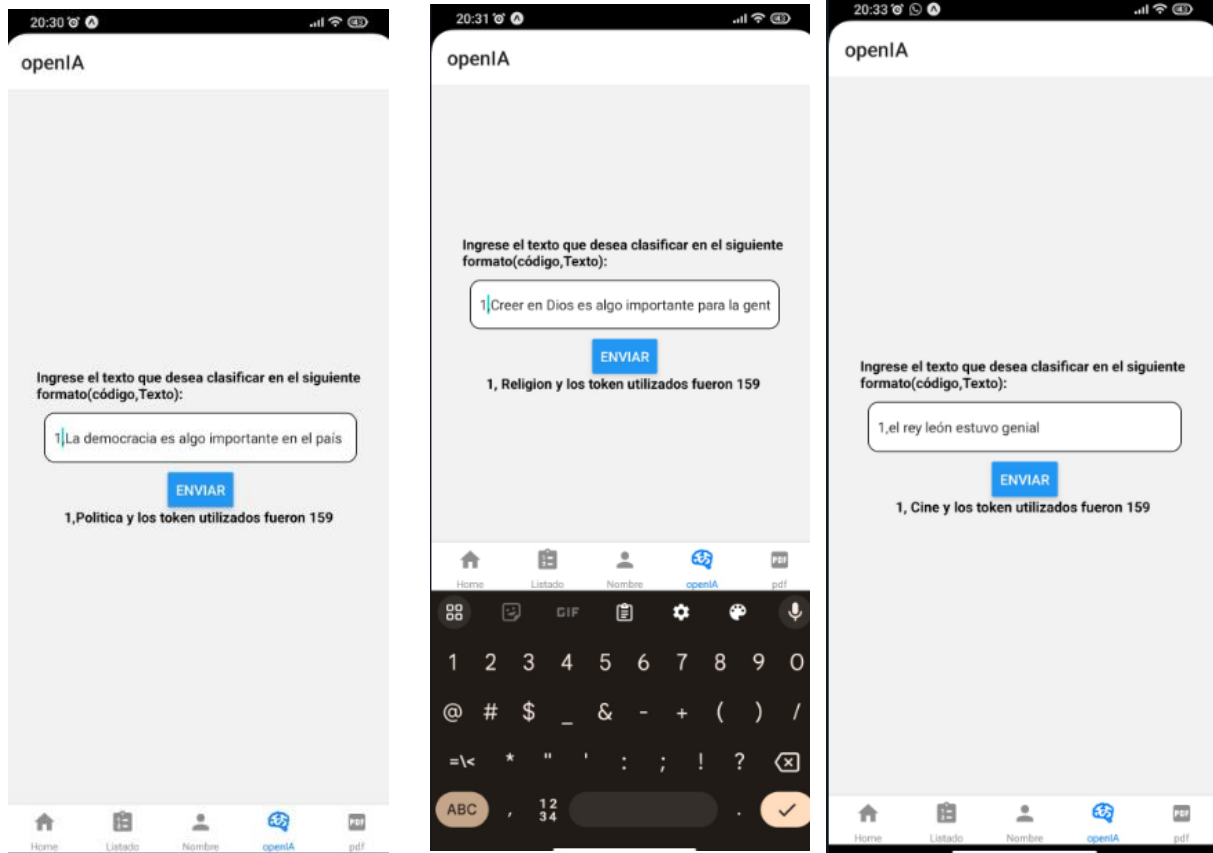 20:30
openIA
Ingrese el texto que desea clasificar en el siguiente
formato(código,Texto):
1,La democracia es algo importante en el país
ENVIAR
1,Politica y los token utilizados fueron 159
Home Listado Nombre openIA pdf
20:31
openIA
Ingrese el texto que desea clasificar en el siguiente
formato(código,Texto):
1,Creer en Dios es algo importante para la gent
ENVIAR
1, Religion y los token utilizados fueron 159
Home Listado Nombre openIA pdf
GIF
1 2 3 4 5 6 7 8 9 0
@ # $ _ & - + ( ) /
=\< * " ' : ; ! ?
ABC , 12 34 .
20:33
openIA
Ingrese el texto que desea clasificar en el siguiente
formato(código,Texto):
1,el rey león estuvo genial
ENVIAR
1, Cine y los token utilizados fueron 159
Home Listado Nombre openIA pdf